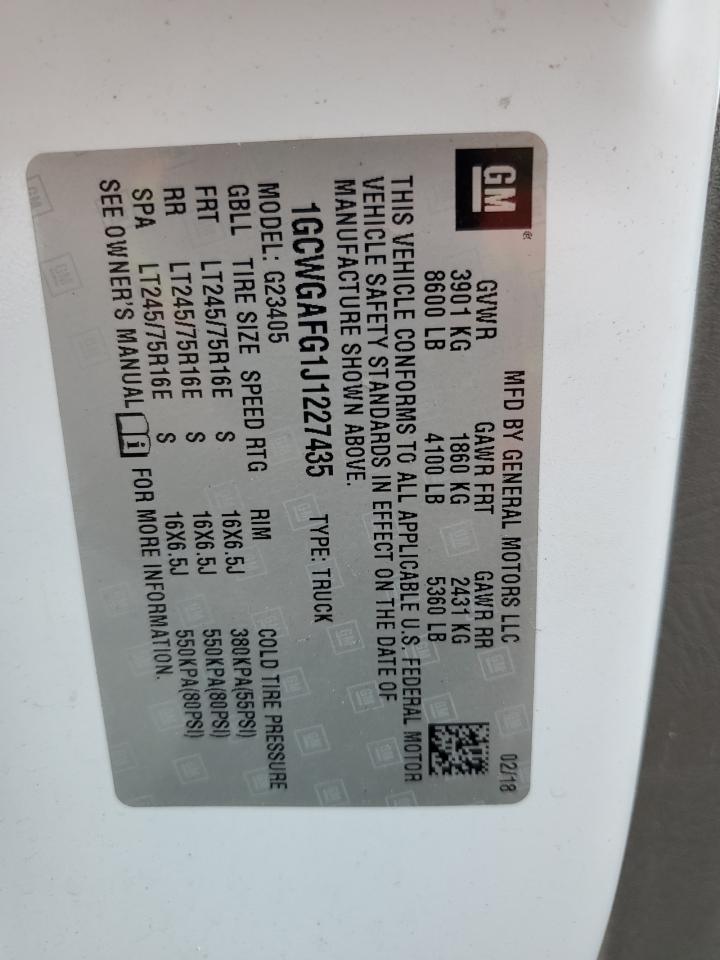 GM ®
MFD BY GENERAL MOTORS LLC 02/18
GVWR GAWR FRT GAWR RR
3901 KG 1860 KG 2431 KG
8600 LB 4100 LB 5360 LB
THIS VEHICLE CONFORMS TO ALL APPLICABLE U.S. FEDERAL MOTOR
VEHICLE SAFETY STANDARDS IN EFFECT ON THE DATE OF
MANUFACTURE SHOWN ABOVE.
1GCWGAFG1J1227435 TYPE: TRUCK
MODEL: G23405
GBLL TIRE SIZE SPEED RTG RIM COLD TIRE PRESSURE
FRT LT245/75R16E S 16X6.5J 380KPA(55PSI)
RR LT245/75R16E S 16X6.5J 550KPA(80PSI)
SPA LT245/75R16E S 16X6.5J 550KPA(80PSI)
SEE OWNER'S MANUAL i FOR MORE INFORMATION.